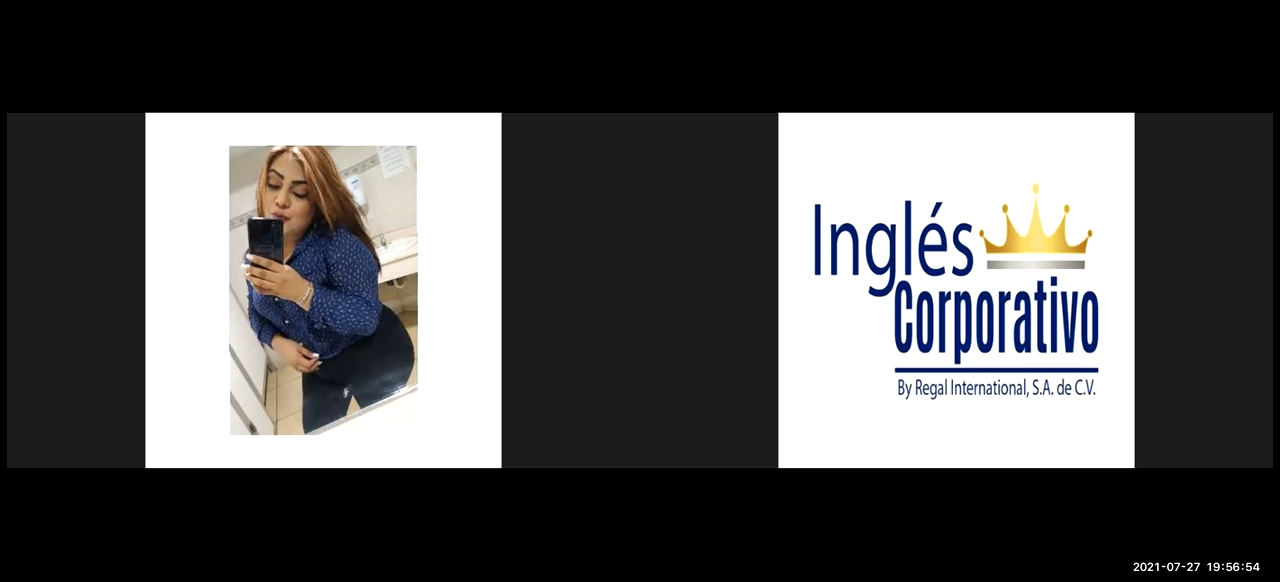 Inglés
Corporativo
By Regal International, S.A. de C.V.
2021-07-27 19:56:54